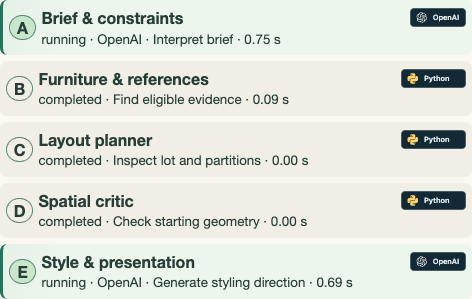 A
Brief & constraints
OpenAI
running · OpenAI · Interpret brief · 0.75 s
B
Furniture & references
Python
completed · Find eligible evidence · 0.09 s
C
Layout planner
Python
completed · Inspect lot and partitions · 0.00 s
D
Spatial critic
Python
completed · Check starting geometry · 0.00 s
E
Style & presentation
OpenAI
running · OpenAI · Generate styling direction · 0.69 s